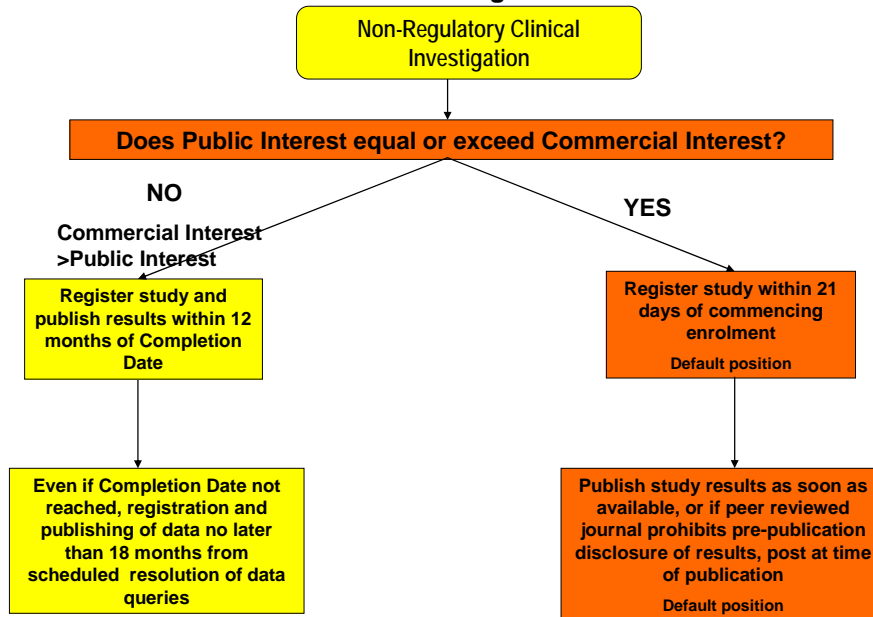 Non-Regulatory Clinical
Investigation
Does Public Interest equal or exceed Commercial Interest?
NO
Commercial Interest
>Public Interest
YES
Register study and
publish results within 12
months of Completion
Date
Register study within 21
days of commencing
enrolment
Default position
Even if Completion Date not
reached, registration and
publishing of data no later
than 18 months from
scheduled resolution of data
queries
Publish study results as soon as
available, or if peer reviewed
journal prohibits pre-publication
disclosure of results, post at time
of publication
Default position